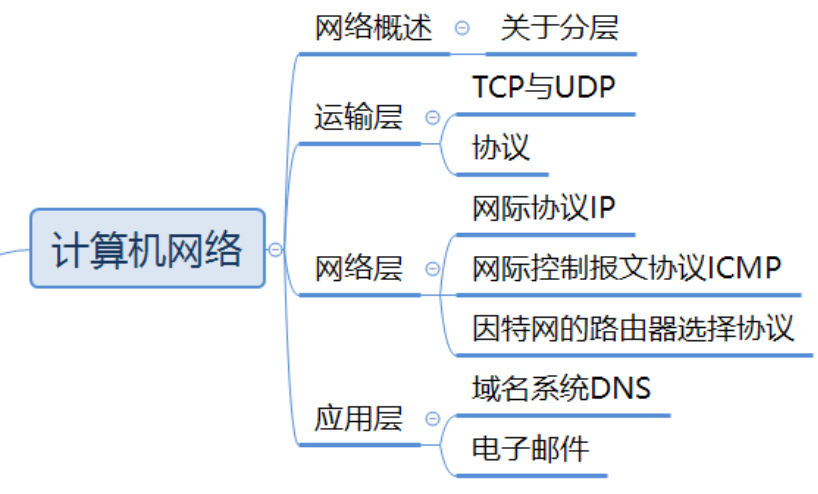 计算机网络
网络概述
关于分层
运输层
TCP与UDP
协议
网络层
网际协议IP
网际控制报文协议ICMP
因特网的路由器选择协议
应用层
域名系统DNS
电子邮件